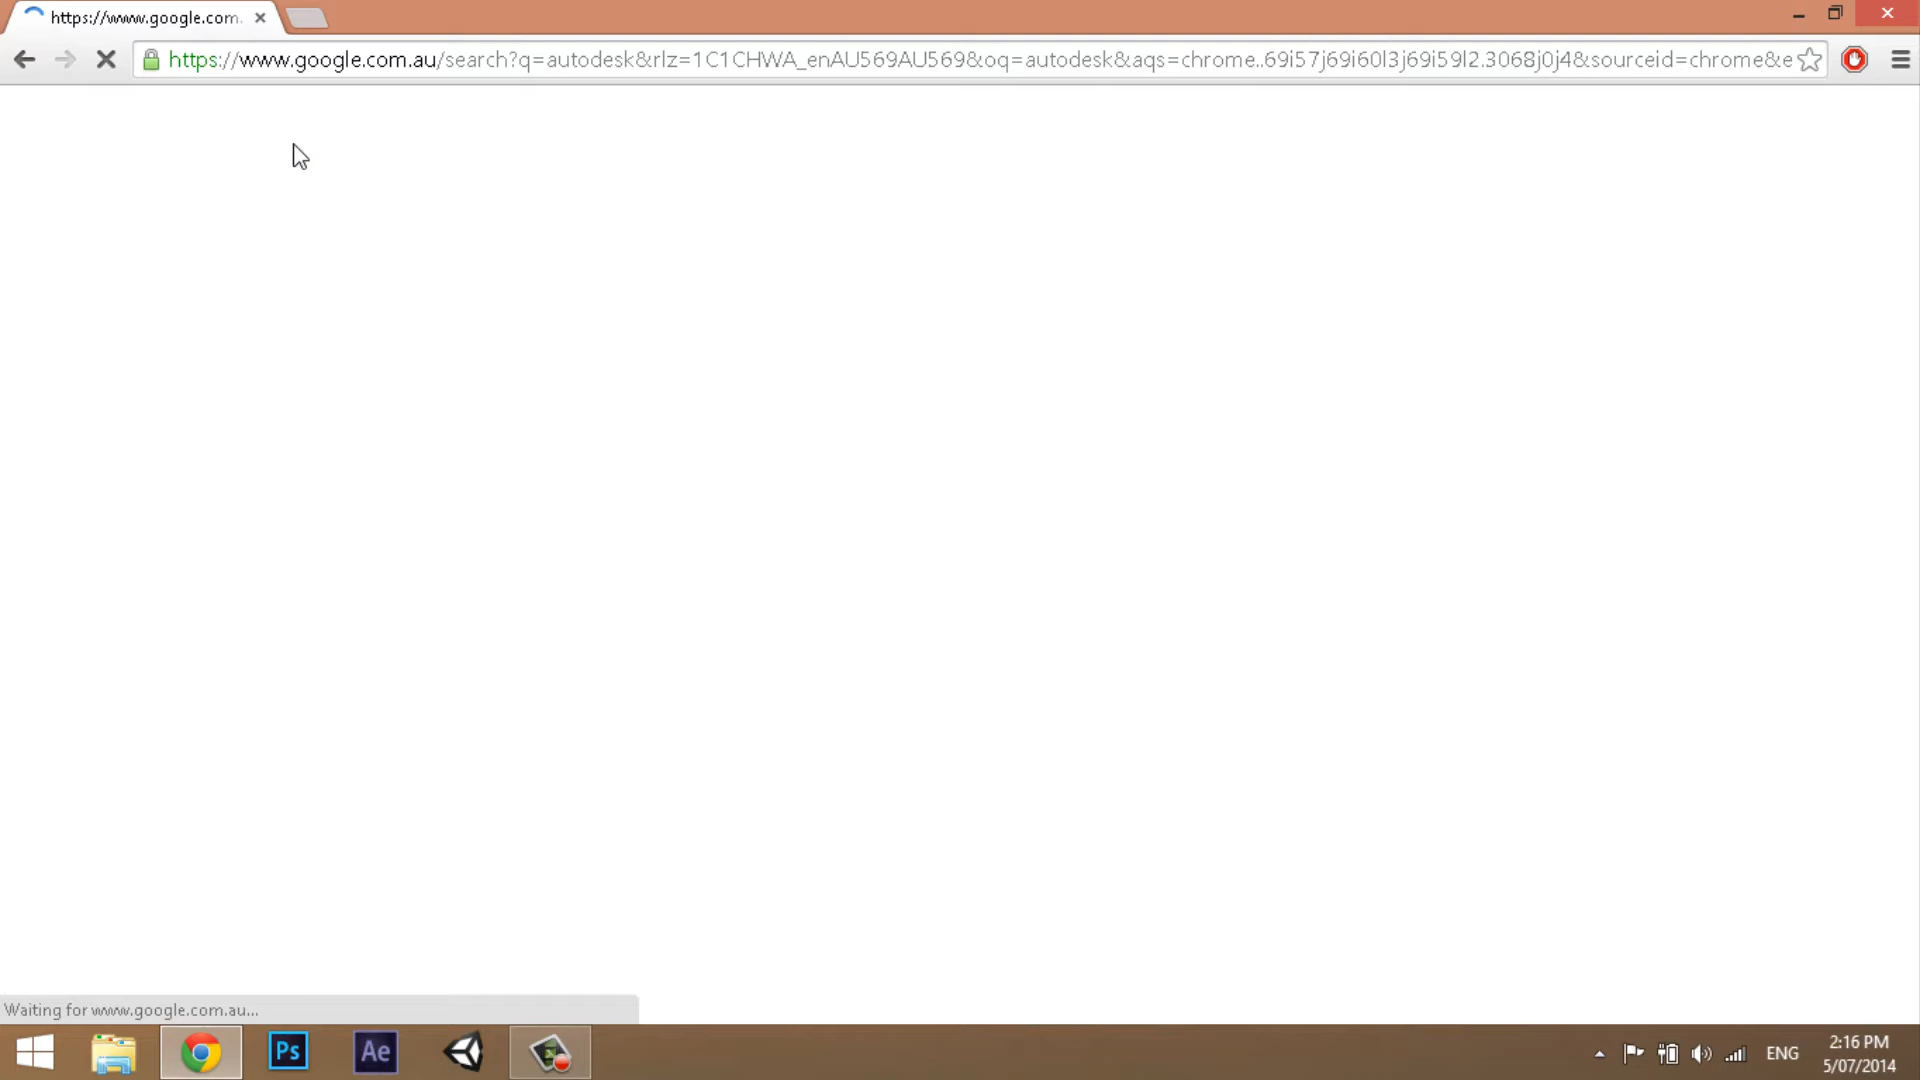 https://www.google.com.
https://www.google.com.au/search?q=autodesk&rlz=1C1CHWA_enAU569AU569&oq=autodesk&aqs=chrome..69i57j69i60l3j69i59l2.3068j0j4&sourceid=chrome&e
Waiting for www.google.com.au...
Ps
Ae
ENG
2:16 PM
5/07/2014